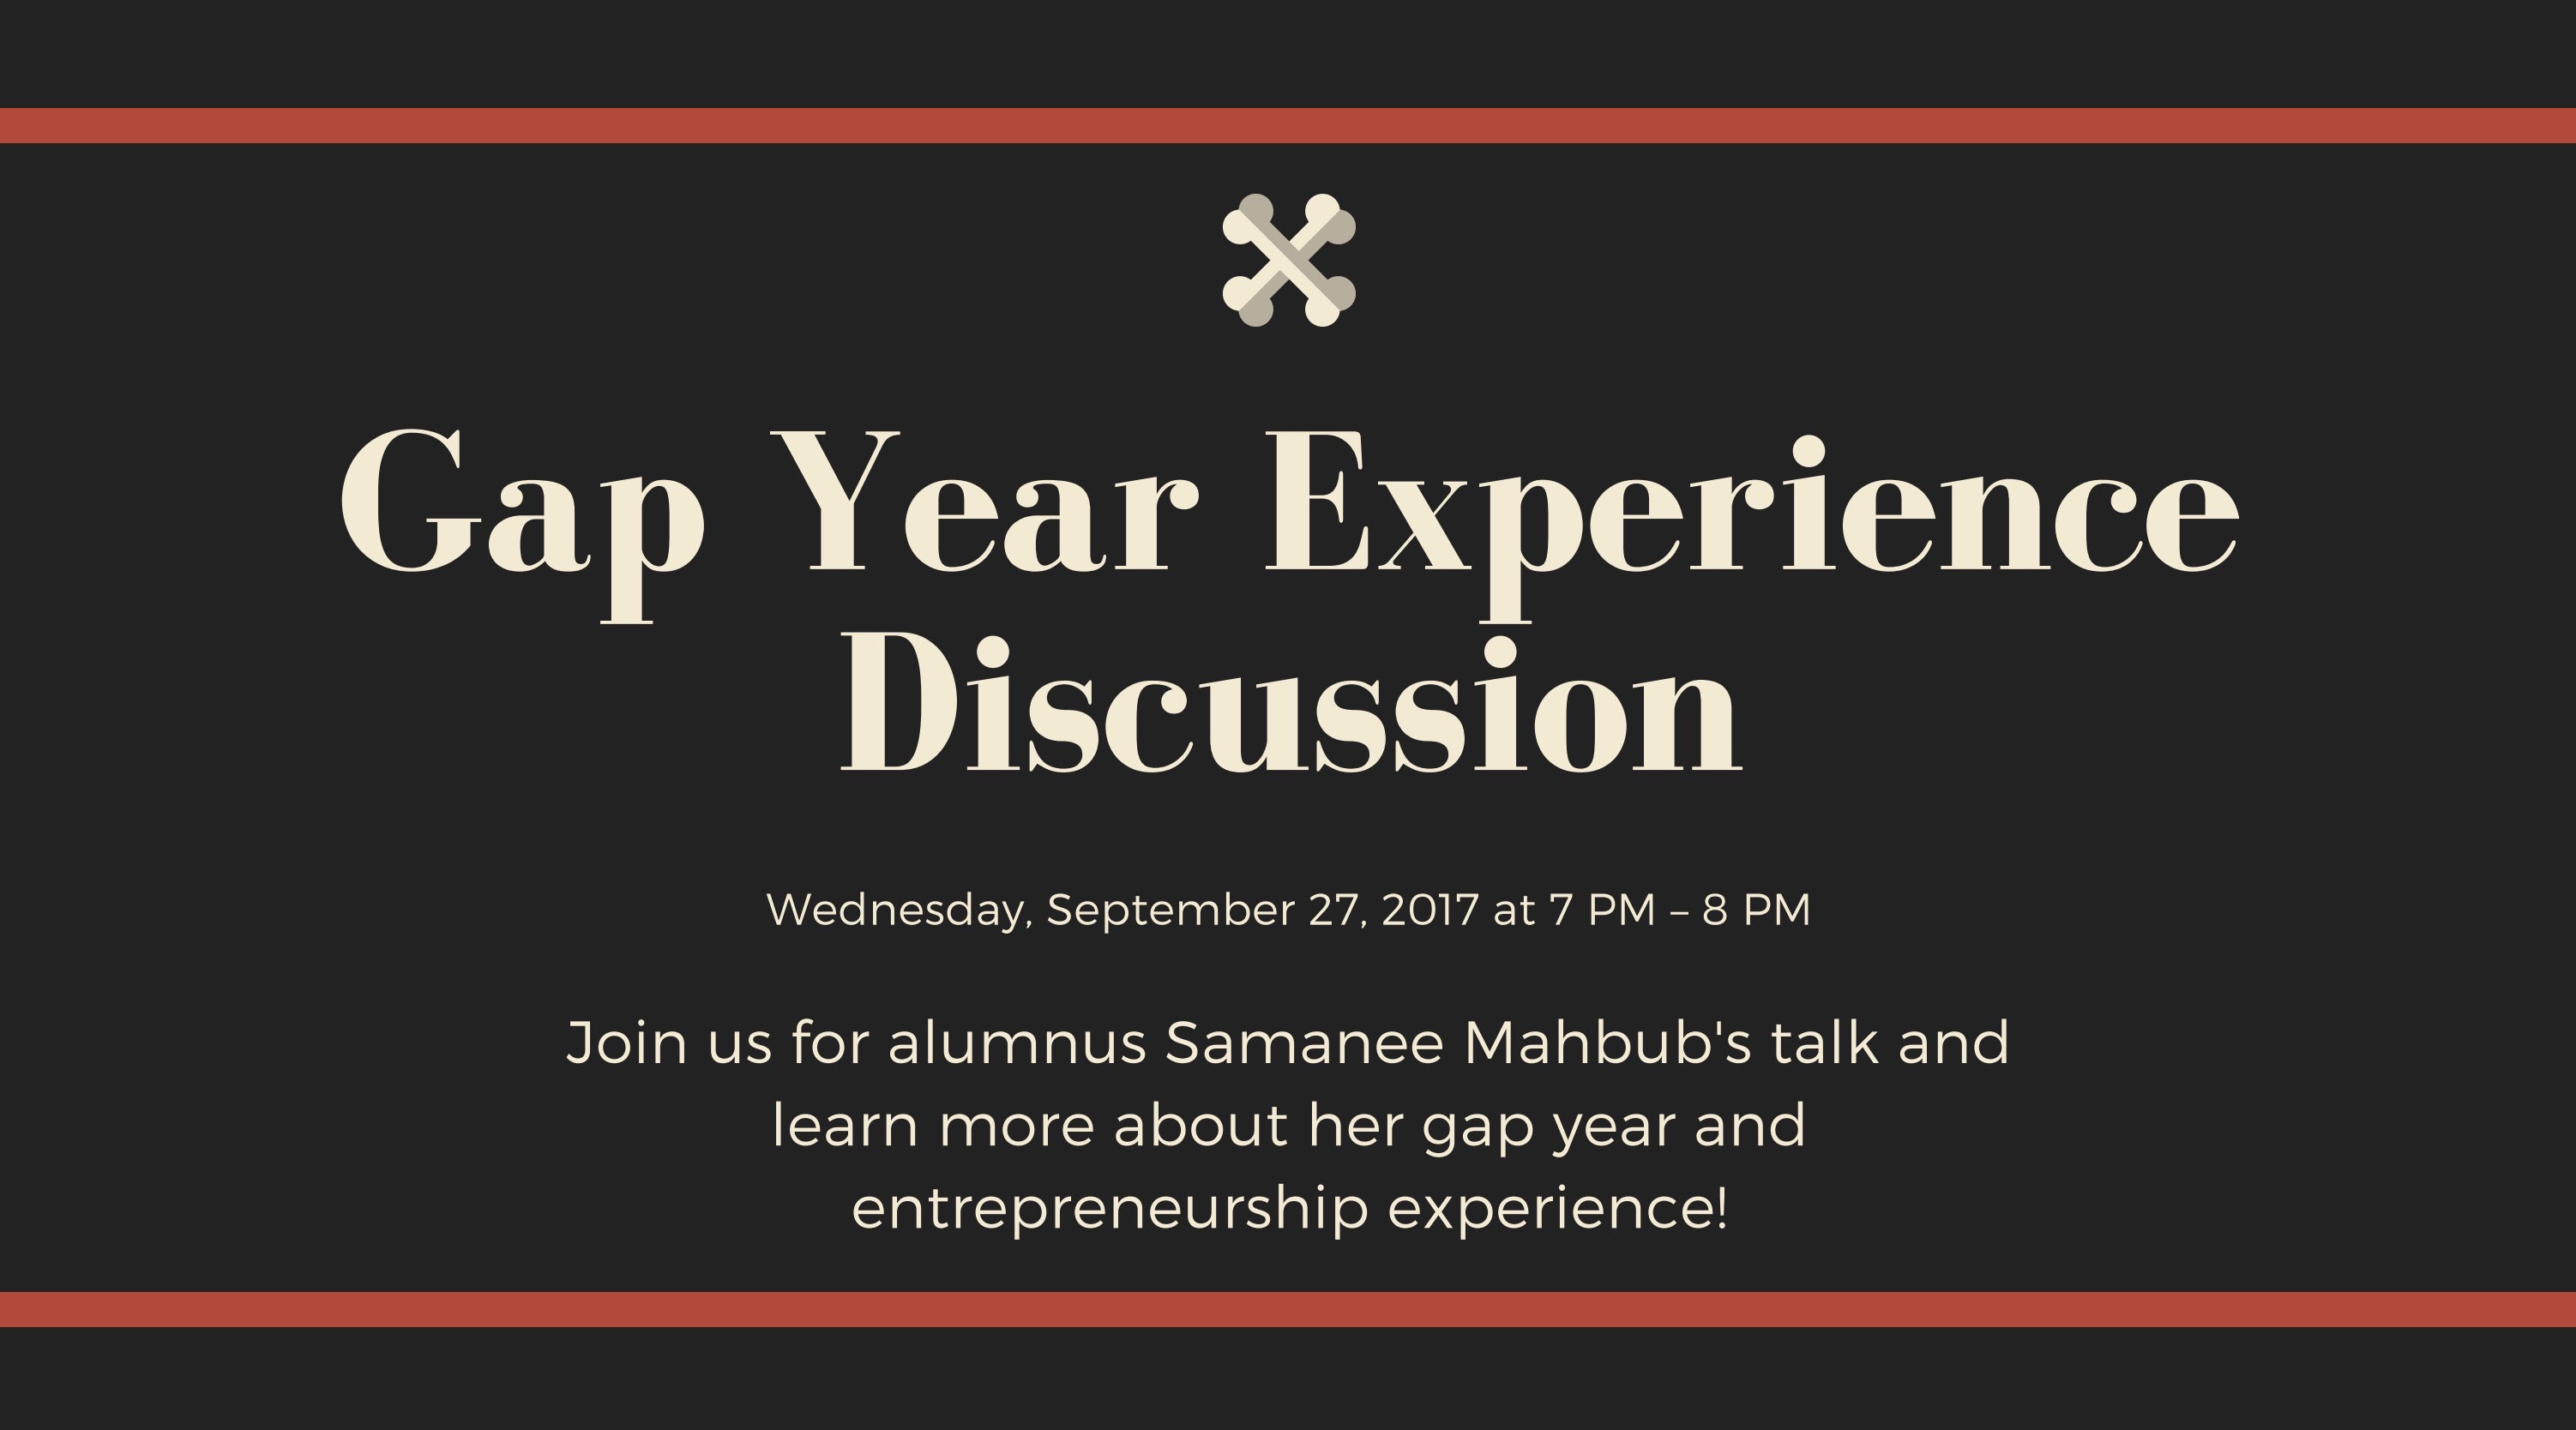 Gap Year Experience
Discussion
Wednesday, September 27, 2017 at 7 PM – 8 PM
Join us for alumnus Samanee Mahbub's talk and
learn more about her gap year and
entrepreneurship experience!